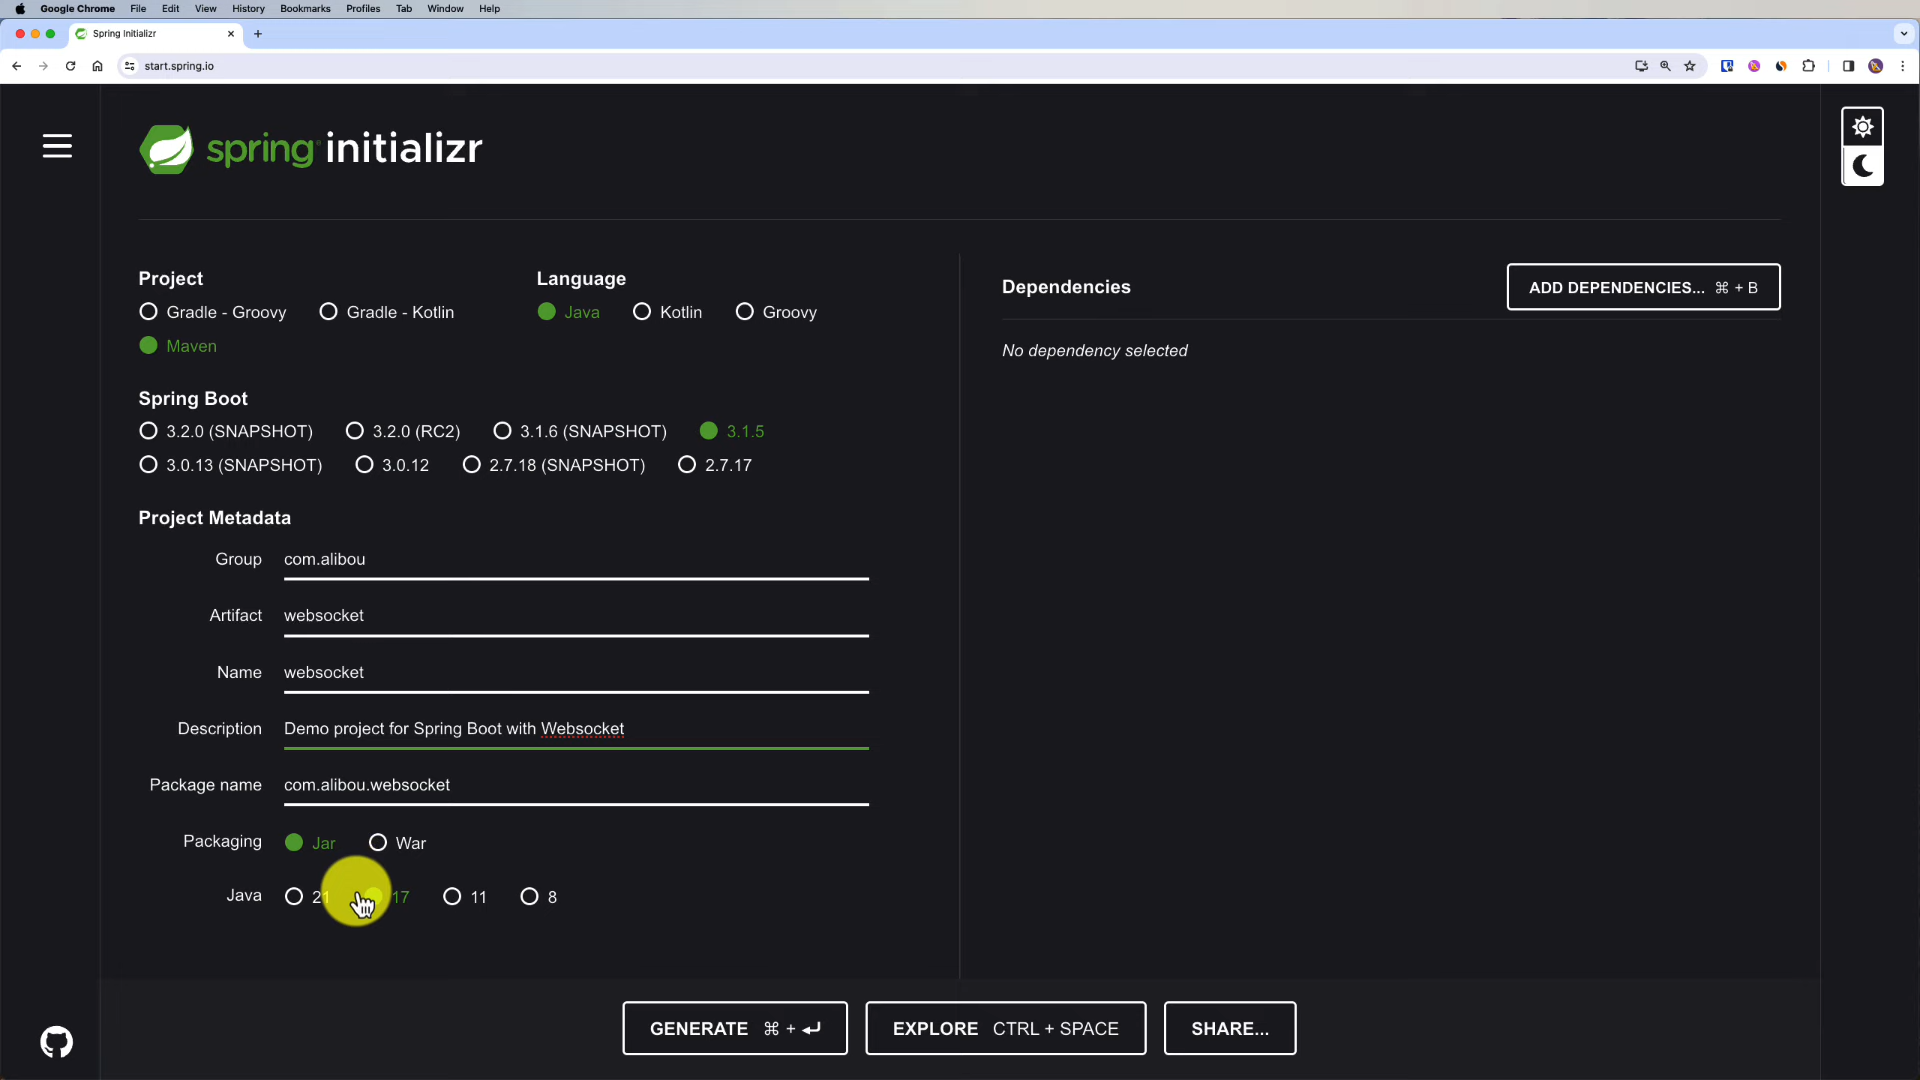 Google Chrome File Edit View History Bookmarks Profiles Tab Window Help
Spring Initializr
start.spring.io
spring initializr
Project
Gradle - Groovy Gradle - Kotlin
Maven
Language
Java Kotlin Groovy
Spring Boot
3.2.0 (SNAPSHOT) 3.2.0 (RC2) 3.1.6 (SNAPSHOT) 3.1.5
3.0.13 (SNAPSHOT) 3.0.12 2.7.18 (SNAPSHOT) 2.7.17
Project Metadata
Group com.alibou
Artifact websocket
Name websocket
Description Demo project for Spring Boot with Websocket
Package name com.alibou.websocket
Packaging Jar War
Java 21 17 11 8
Dependencies
ADD DEPENDENCIES... ⌘ + B
No dependency selected
GENERATE ⌘ + ↵
EXPLORE CTRL + SPACE
SHARE...